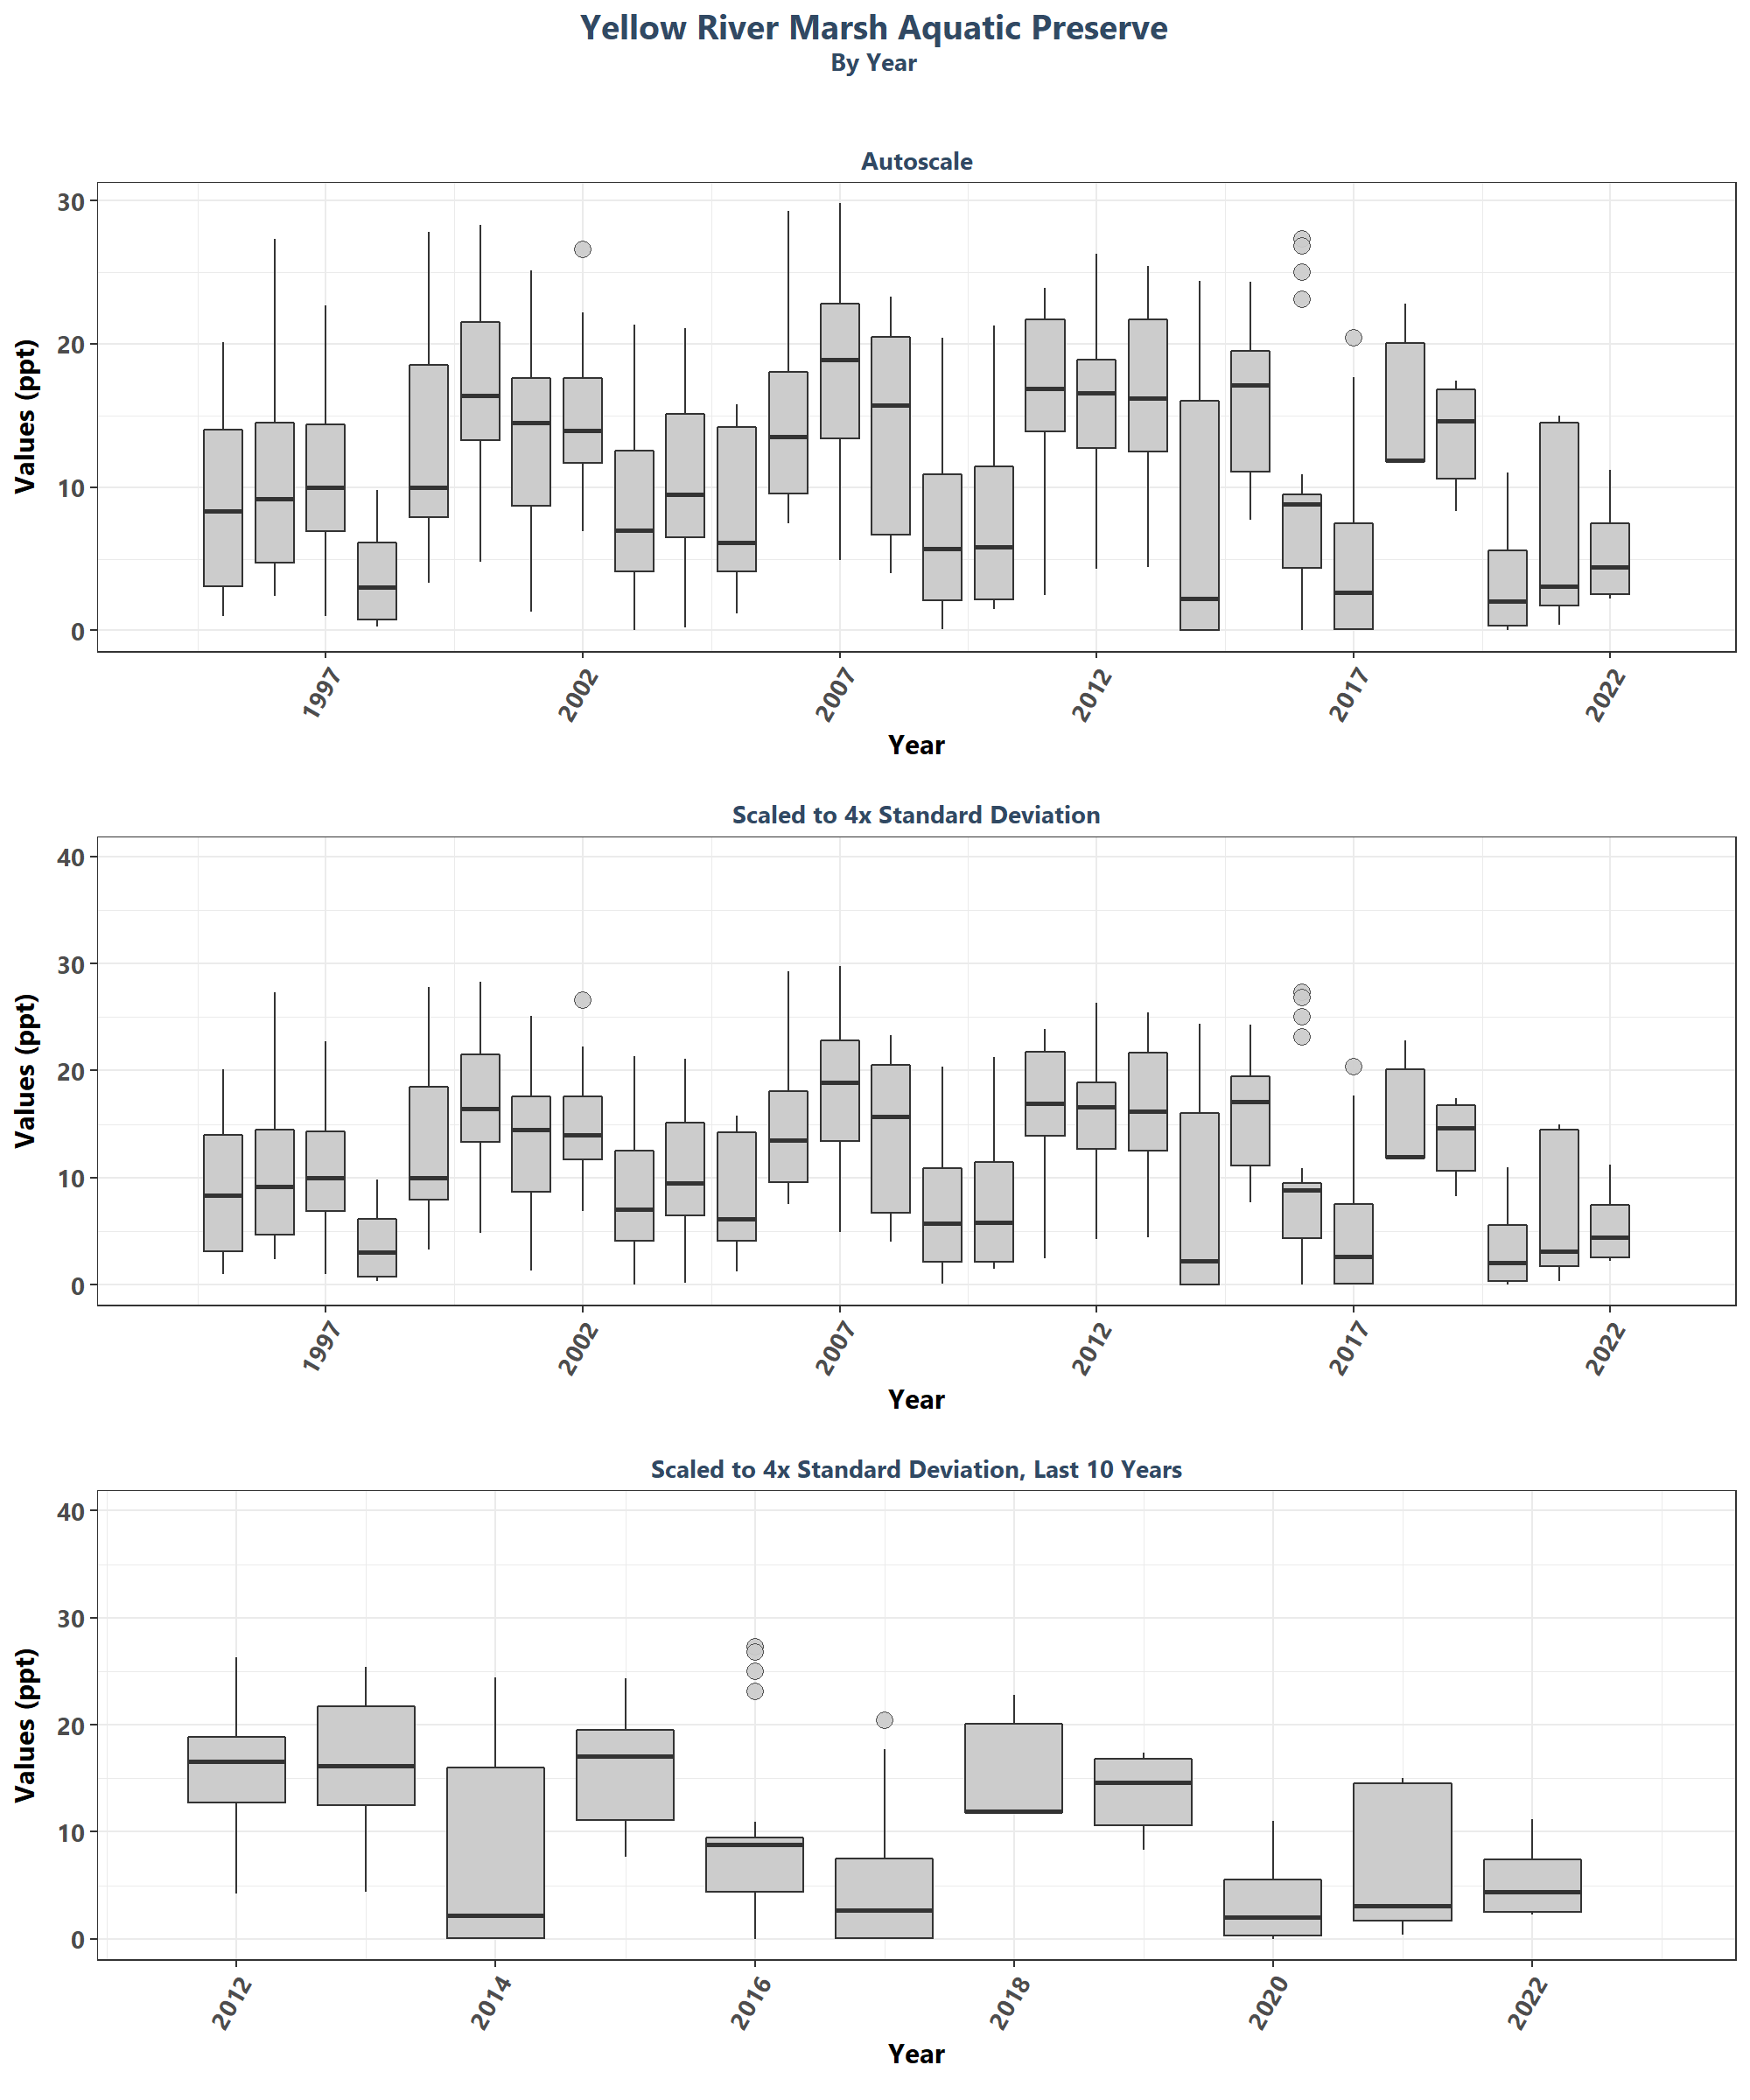 Yellow River Marsh Aquatic Preserve
By Year
Autoscale
Values (ppt)
30
20
10
0
1997 2002 2007 2012 2017 2022
Year
Scaled to 4x Standard Deviation
Values (ppt)
40
30
20
10
0
1997 2002 2007 2012 2017 2022
Year
Scaled to 4x Standard Deviation, Last 10 Years
Values (ppt)
40
30
20
10
0
2012 2014 2016 2018 2020 2022
Year